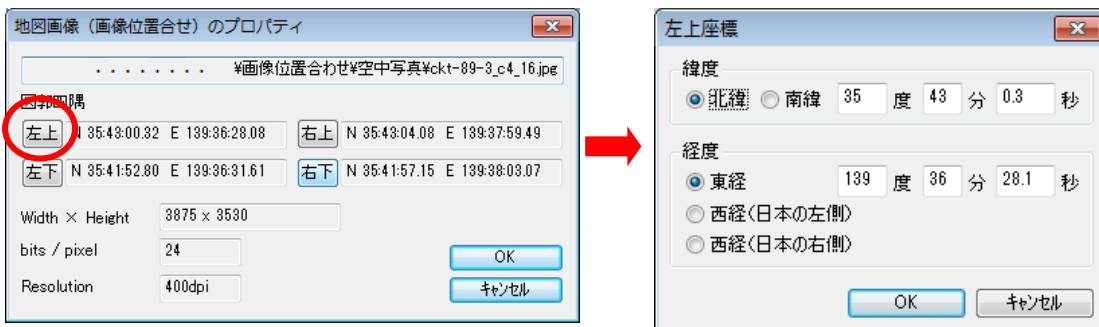 地図画像（画像位置合せ）のプロパティ
・・・・・・・・ ¥画像位置合わせ¥空中写真¥ckt-89-3_c4_16.jpg
図郭四隅
左上 N 35:43:00.32 E 139:36:28.08 右上 N 35:43:04.08 E 139:37:59.49
左下 N 35:41:52.80 E 139:36:31.61 右下 N 35:41:57.15 E 139:38:03.07
Width × Height 3875 x 3530
bits / pixel 24
OK
Resolution 400dpi キャンセル
左上座標
緯度
北緯 南緯 35 度 43 分 0.3 秒
経度
東経 139 度 36 分 28.1 秒
西経(日本の左側)
西経(日本の右側)
OK キャンセル